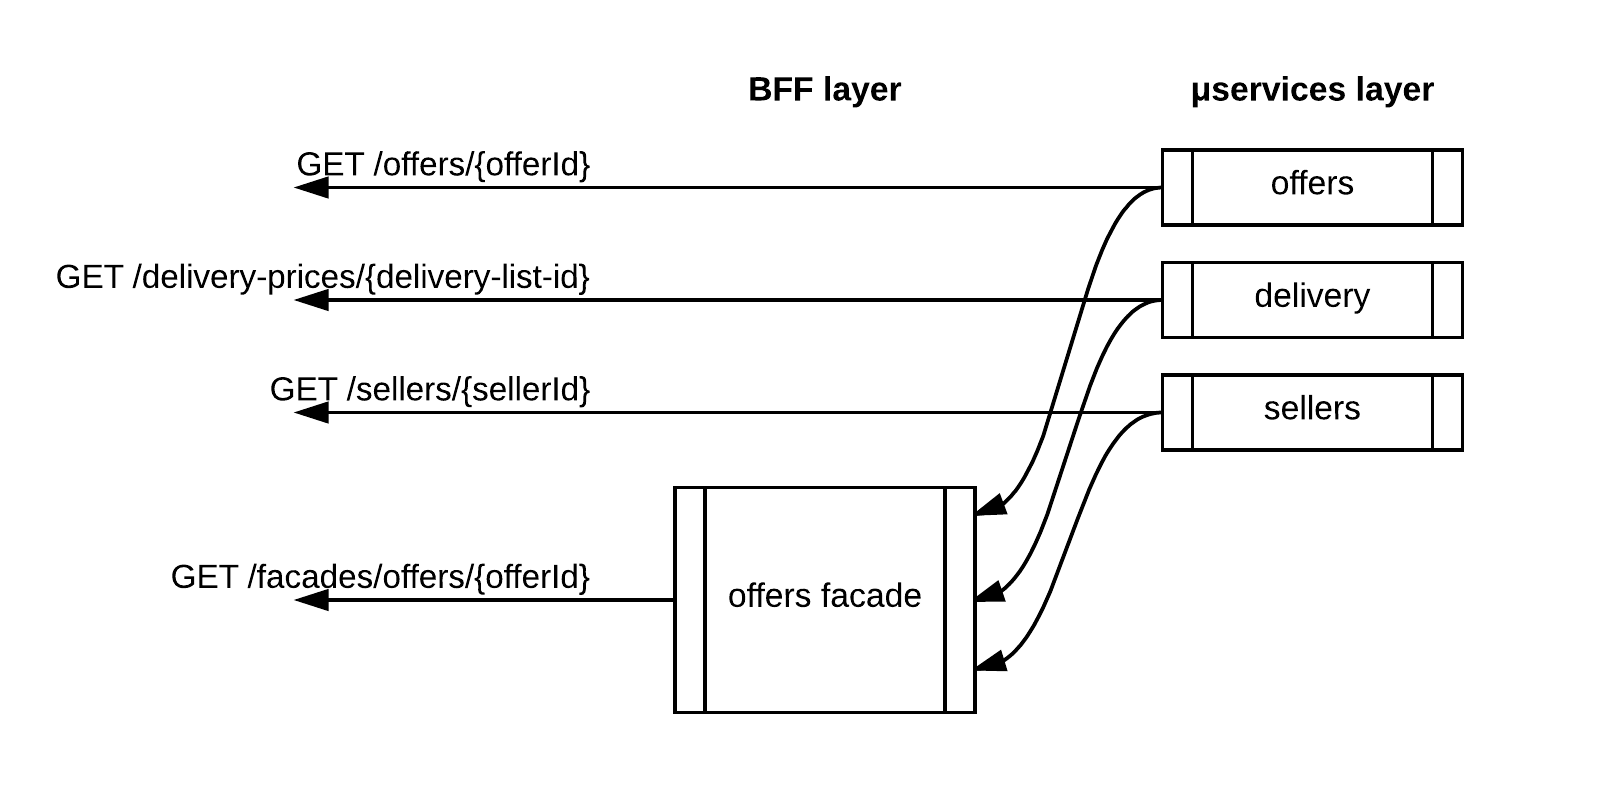 BFF layer
μservices layer
GET /offers/{offerId}
offers
GET /delivery-prices/{delivery-list-id}
delivery
GET /sellers/{sellerId}
sellers
GET /facades/offers/{offerId}
offers facade